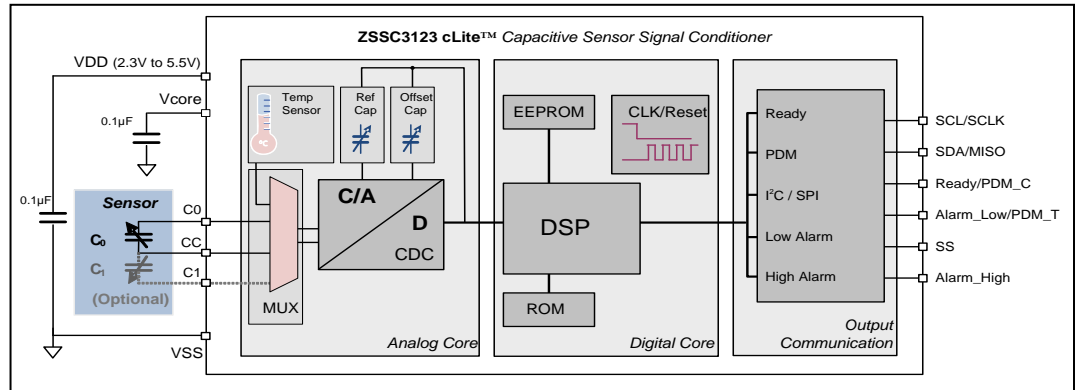 ZSSC3123 cLite™ Capacitive Sensor Signal Conditioner
VDD (2.3V to 5.5V)
Vcore
0.1µF
0.1µF
Sensor
C0
C₀
CC
C₁
C1
(Optional)
VSS
Temp
Sensor
°C
Ref
Cap
Offset
Cap
C/A
D
CDC
MUX
Analog Core
EEPROM
CLK/Reset
DSP
ROM
Digital Core
Ready
PDM
I²C / SPI
Low Alarm
High Alarm
Output
Communication
SCL/SCLK
SDA/MISO
Ready/PDM_C
Alarm_Low/PDM_T
SS
Alarm_High